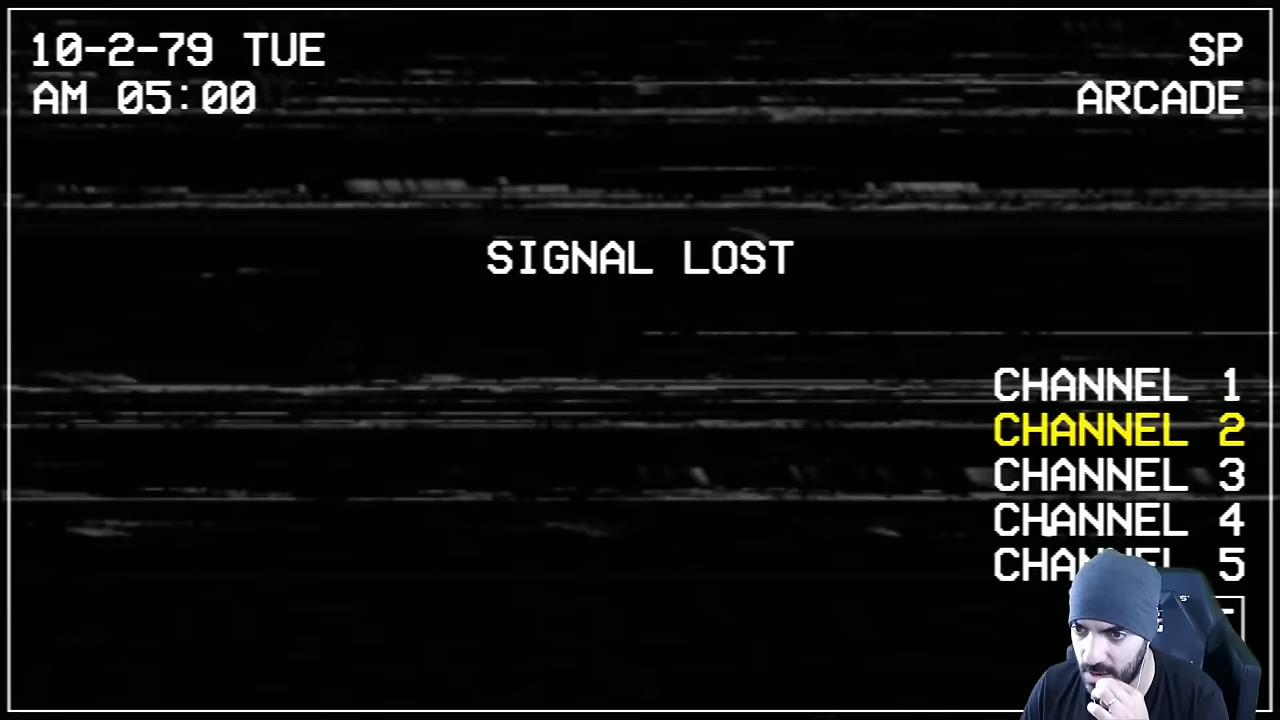 10-2-79 TUE
AM 05:00
SP
ARCADE
SIGNAL LOST
CHANNEL 1
CHANNEL 2
CHANNEL 3
CHANNEL 4
CHANNEL 5